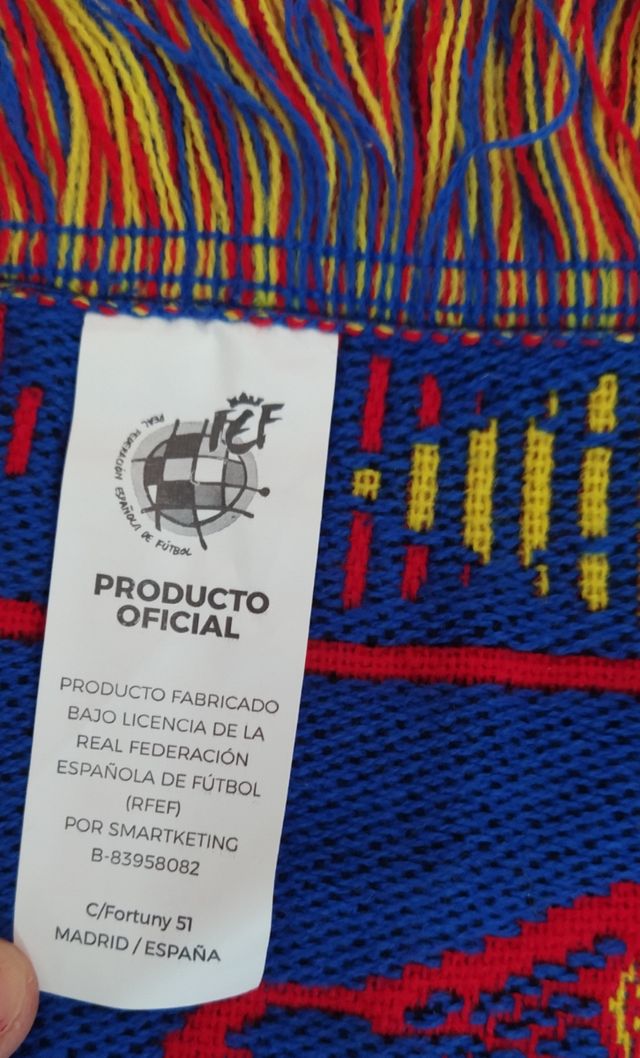 RFEF
REAL FEDERACIÓN ESPAÑOLA DE FÚTBOL
PRODUCTO
OFICIAL
PRODUCTO FABRICADO
BAJO LICENCIA DE LA
REAL FEDERACIÓN
ESPAÑOLA DE FÚTBOL
(RFEF)
POR SMARTKETING
B-83958082
C/Fortuny 51
MADRID / ESPAÑA